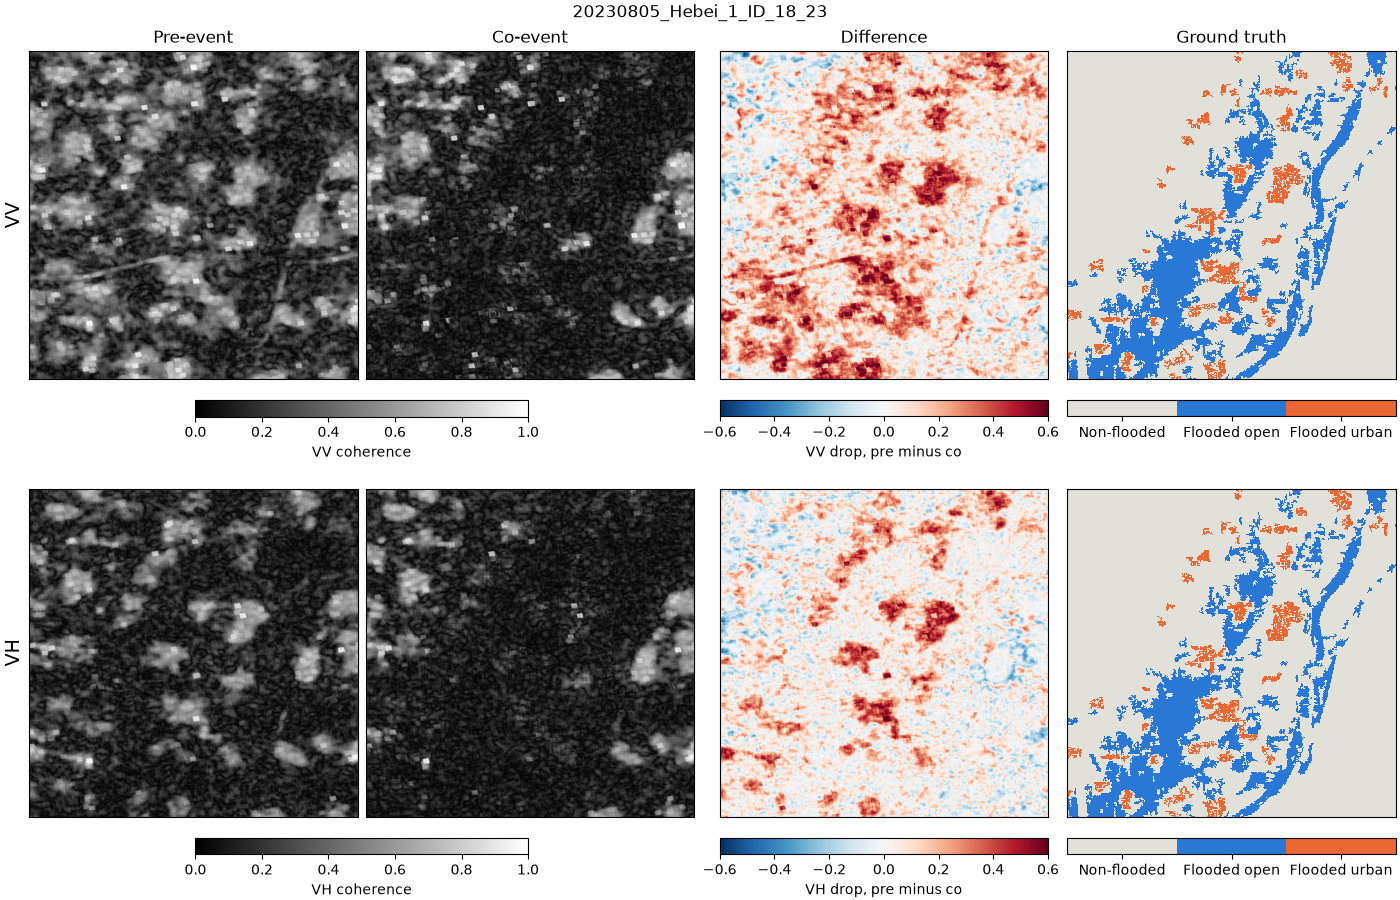 20230805_Hebei_1_ID_18_23
Pre-event
Co-event
Difference
Ground truth
VV
0.0 0.2 0.4 0.6 0.8 1.0
VV coherence
−0.6 −0.4 −0.2 0.0 0.2 0.4 0.6
VV drop, pre minus co
Non-flooded Flooded open Flooded urban
VH
0.0 0.2 0.4 0.6 0.8 1.0
VH coherence
−0.6 −0.4 −0.2 0.0 0.2 0.4 0.6
VH drop, pre minus co
Non-flooded Flooded open Flooded urban